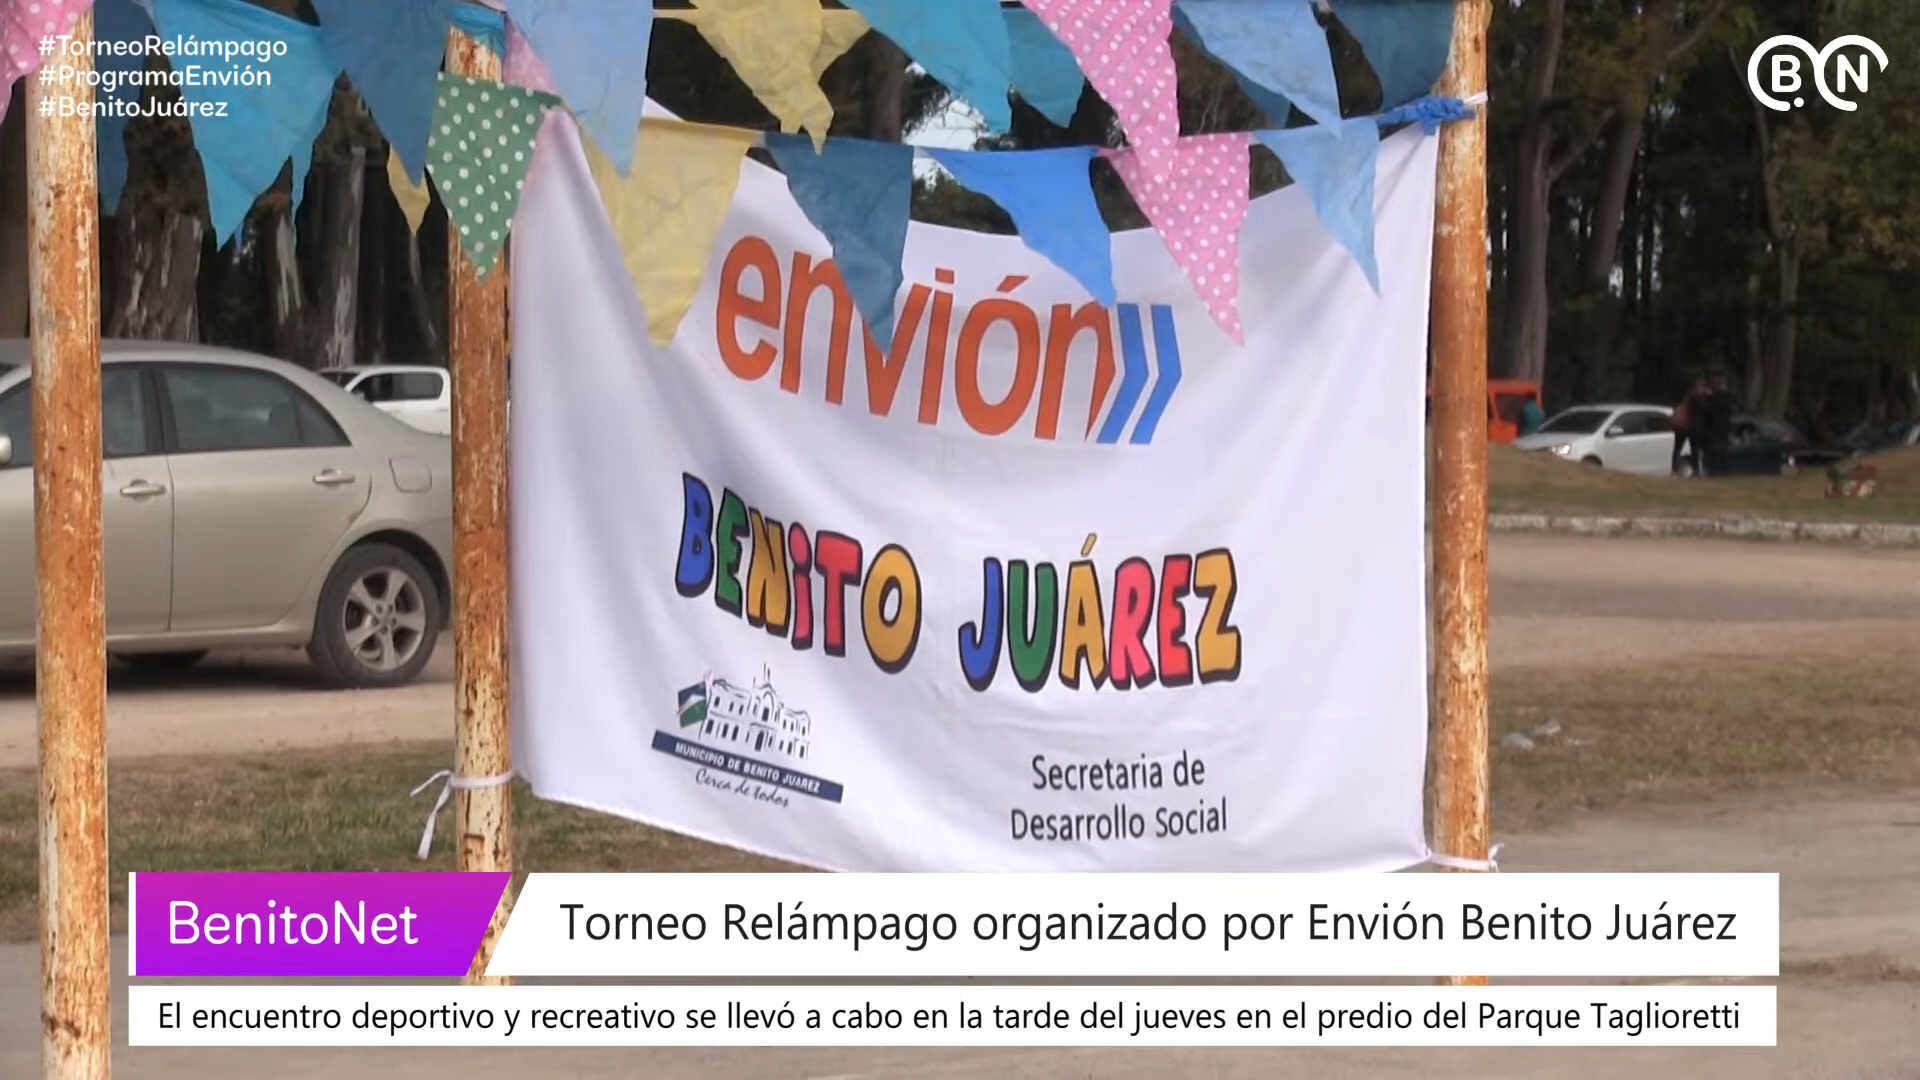 #TorneoRelámpago
#ProgramaEnvión
#BenitoJuárez
B.N
envión
BENiTO JUÁREZ
MUNICIPIO DE BENITO JUAREZ
Cerca de todos
Secretaria de
Desarrollo Social
BenitoNet
Torneo Relámpago organizado por Envión Benito Juárez
El encuentro deportivo y recreativo se llevó a cabo en la tarde del jueves en el predio del Parque Taglioretti